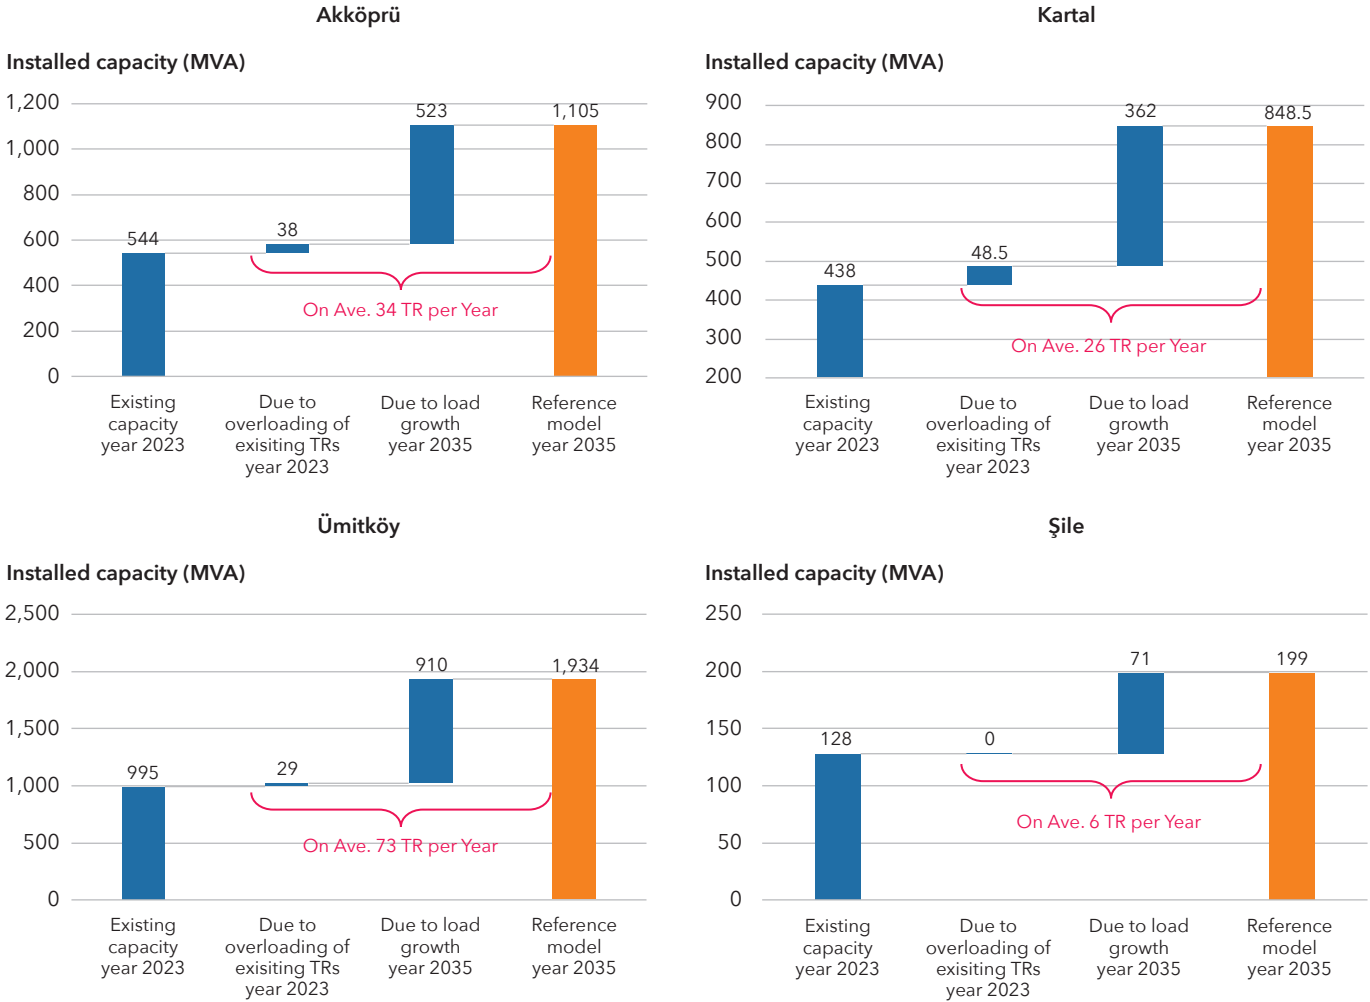 Akköprü
Installed capacity (MVA)
1,200
1,000
800
600
400
200
0
544
38
523
1,105
On Ave. 34 TR per Year
Existing
capacity
year 2023
Due to
overloading of
exisiting TRs
year 2023
Due to load
growth
year 2035
Reference
model
year 2035
Kartal
Installed capacity (MVA)
900
800
700
600
500
400
300
200
438
48.5
362
848.5
On Ave. 26 TR per Year
Existing
capacity
year 2023
Due to
overloading of
exisiting TRs
year 2023
Due to load
growth
year 2035
Reference
model
year 2035
Ümitköy
Installed capacity (MVA)
2,500
2,000
1,500
1,000
500
0
995
29
910
1,934
On Ave. 73 TR per Year
Existing
capacity
year 2023
Due to
overloading of
exisiting TRs
year 2023
Due to load
growth
year 2035
Reference
model
year 2035
Şile
Installed capacity (MVA)
250
200
150
100
50
0
128
0
71
199
On Ave. 6 TR per Year
Existing
capacity
year 2023
Due to
overloading of
exisiting TRs
year 2023
Due to load
growth
year 2035
Reference
model
year 2035